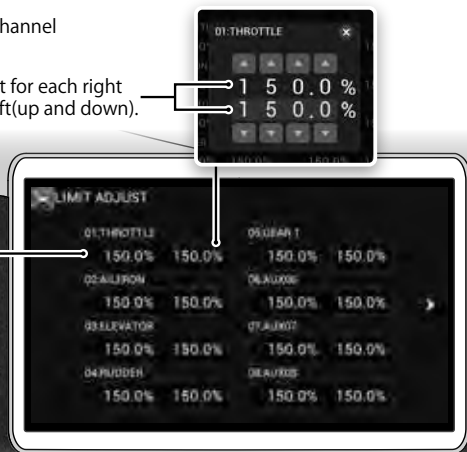 hannel
t for each right
ft(up and down).
01:THROTTLE
1 5 0.0 %
1 5 0.0 %
LIMIT ADJUST
01:THROTTLE
150.0% 150.0%
02:AILERON
150.0% 150.0%
03:ELEVATOR
150.0% 150.0%
04:RUDDER
150.0% 150.0%
05:GEAR 1
150.0% 150.0%
06:AUX06
150.0% 150.0%
07:AUX07
150.0% 150.0%
08:AUX08
150.0% 150.0%